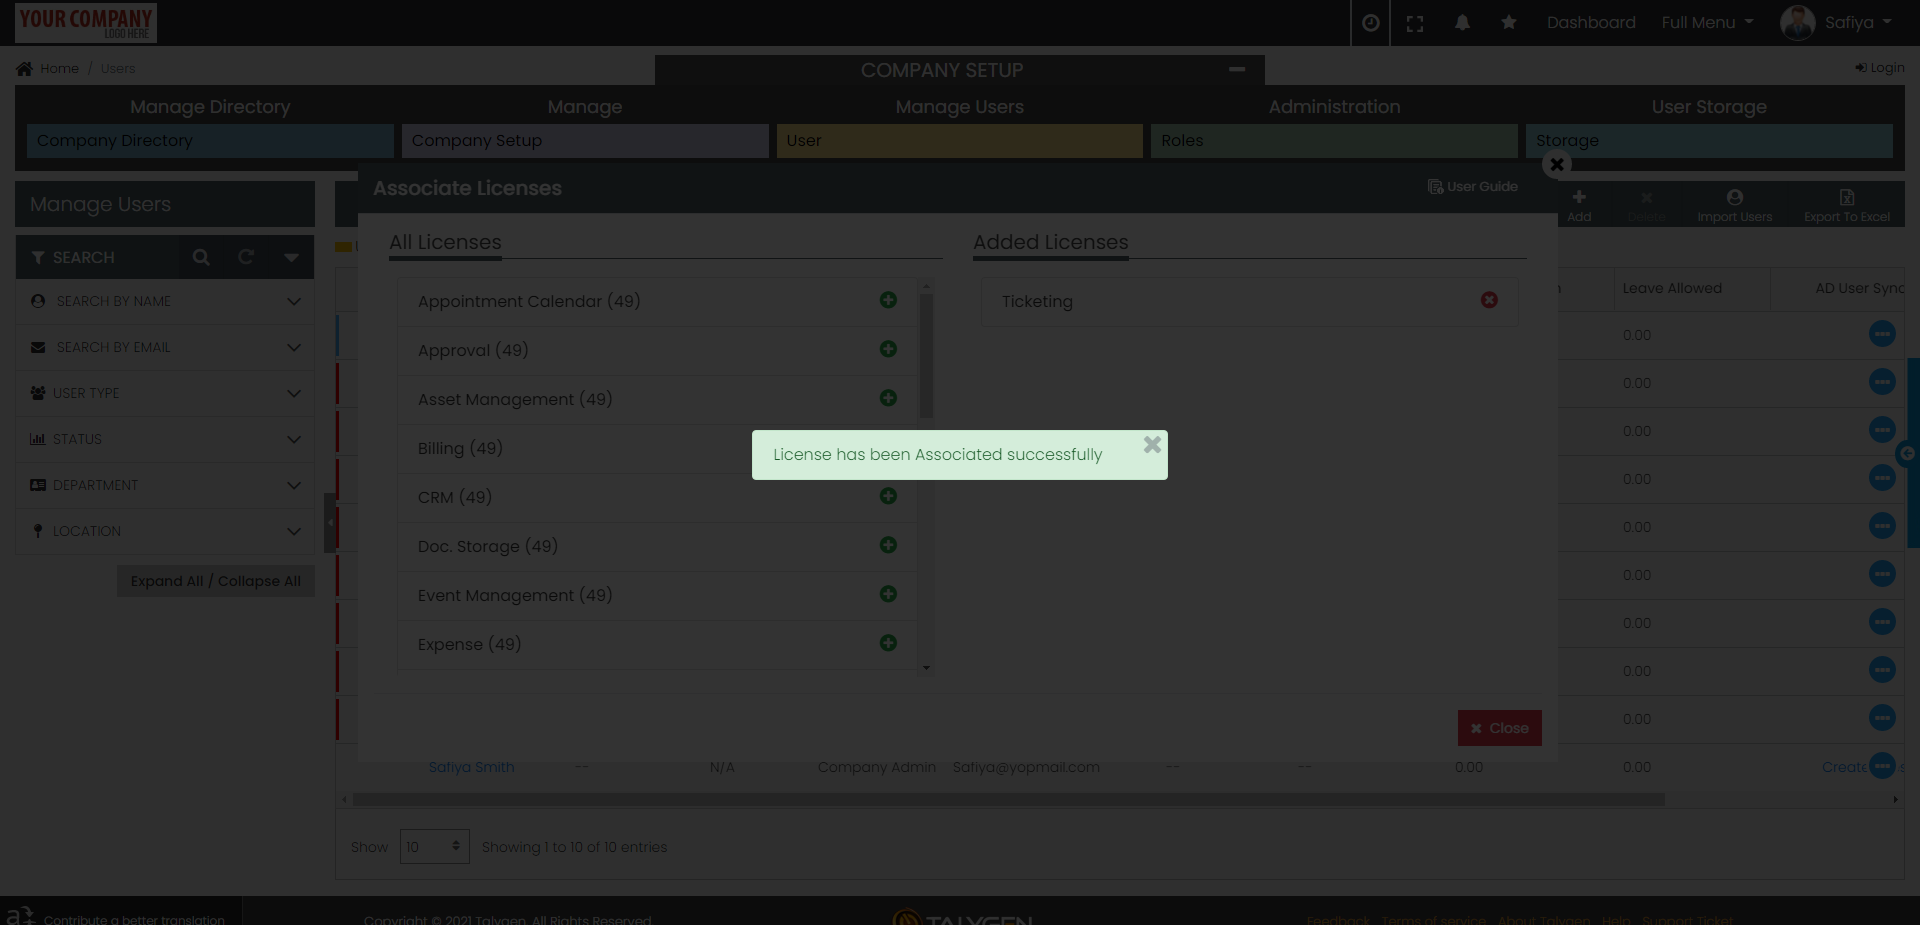 YOUR COMPANY
LOGO HERE
Dashboard
Full Menu
Safiya
Home / Users
COMPANY SETUP
Login
Manage Directory
Manage
Manage Users
Administration
User Storage
Company Directory
Company Setup
User
Roles
Storage
Manage Users
Associate Licenses
User Guide
Add
Delete
Import Users
Export To Excel
SEARCH
All Licenses
Added Licenses
SEARCH BY NAME
SEARCH BY EMAIL
USER TYPE
STATUS
DEPARTMENT
LOCATION
Expand All / Collapse All
Appointment Calendar (49)
Approval (49)
Asset Management (49)
Billing (49)
CRM (49)
Doc. Storage (49)
Event Management (49)
Expense (49)
Ticketing
License has been Associated successfully
Close
Leave Allowed
AD User Sync
0.00
0.00
0.00
0.00
0.00
0.00
0.00
0.00
0.00
Safiya Smith -- N/A Company Admin Safiya@yopmail.com -- -- 0.00 0.00 Create
Show 10 Showing 1 to 10 of 10 entries
Contribute a better translation
Copyright © 2021 Talygen. All Rights Reserved
TALYGEN
Feedback Terms of service About Talygen Help Support Ticket